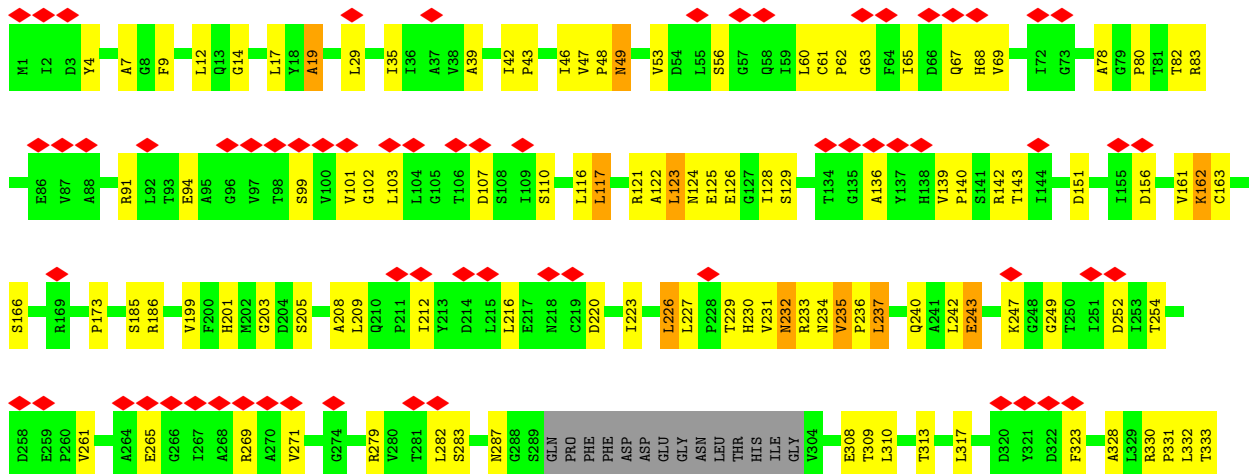 M1 I2 D3 Y4 A7 G8 F9 L12 Q13 G14 L17 Y18 A19 L29 I35 I36 A37 V38 A39 I42 P43 I46 V47 P48 N49 V53 D54 L55 S56 G57 Q58 I59 L60 C61 P62 G63 F64 I65 D66 Q67 H68 V69 I72 G73 A78 G79 P80 T81 T82 R83
E86 V87 A88 R91 L92 T93 E94 A95 G96 V97 T98 S99 V100 V101 G102 L103 L104 G105 T106 D107 S108 I109 S110 L116 L117 R121 A122 L123 N124 E125 E126 G127 I128 S129 T134 G135 A136 Y137 H138 V139 P140 S141 R142 T143 I144 D151 I155 D156 V161 K162 C163
S166 R169 P173 S185 R186 V199 F200 H201 M202 G203 D204 S205 A208 L209 Q210 P211 I212 Y213 D214 L215 L216 E217 N218 C219 D220 I223 L226 L227 P228 T229 H230 V231 N232 R233 N234 V235 P236 L237 Q240 A241 L242 E243 K247 G248 G249 T250 I251 D252 I253 T254
D258 E259 P260 V261 A264 E265 G266 I267 A268 R269 A270 V271 G274 R279 V280 T281 L282 S283 N287 G288 S289 GLN PRO PHE PHE ASP ASP GLU GLY ASN LEU THR HIS ILE GLY V304 E308 T309 L310 T313 L317 D320 Y321 D322 F323 A328 L329 R330 P331 L332 T333